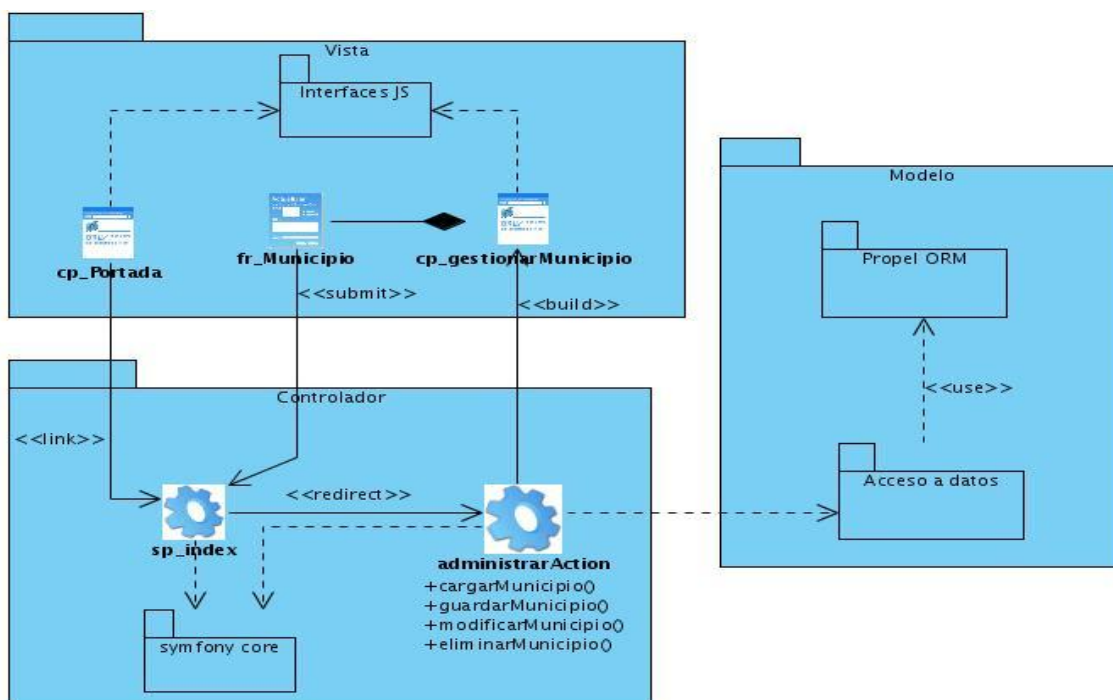 Vista
Interfaces JS
cp_Portada
fr_Municipio
cp_gestionarMunicipio
<<submit>>
<<build>>
Modelo
Propel ORM
<<use>>
Acceso a datos
Controlador
<<link>>
<<redirect>>
sp_index
administrarAction
+cargarMunicipio()
+guardarMunicipio()
+modificarMunicipio()
+eliminarMunicipio()
symfony core